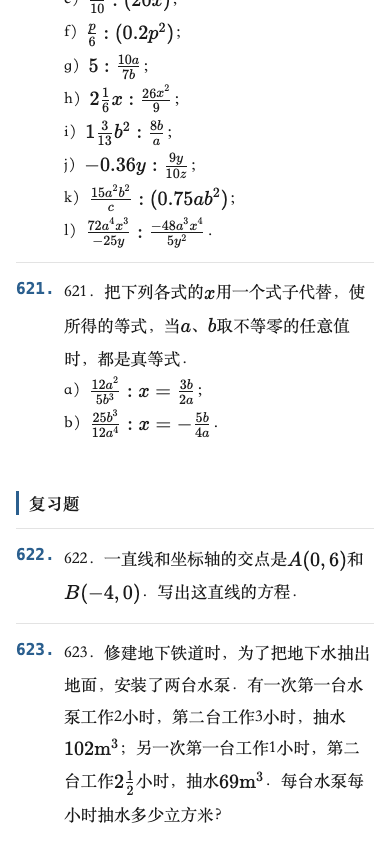 f) p/6 : (0.2p²);
g) 5 : 10a/7b;
h) 2 1/6 x : 26x²/9;
i) 1 3/13 b² : 8b/a;
j) −0.36y : 9y/10z;
k) 15a²b²/c : (0.75ab²);
l) 72a⁴x³/−25y : −48a³x⁴/5y².
621. 621. 把下列各式的x用一个式子代替，使
所得的等式，当a、b取不等零的任意值
时，都是真等式.
a) 12a²/5b³ : x = 3b/2a;
b) 25b³/12a⁴ : x = −5b/4a.
复习题
622. 622. 一直线和坐标轴的交点是A(0, 6)和
B(−4, 0). 写出这直线的方程.
623. 623. 修建地下铁道时，为了把地下水抽出
地面，安装了两台水泵. 有一次第一台水
泵工作2小时，第二台工作3小时，抽水
102m³；另一次第一台工作1小时，第二
台工作2 1/2小时，抽水69m³. 每台水泵每
小时抽水多少立方米?